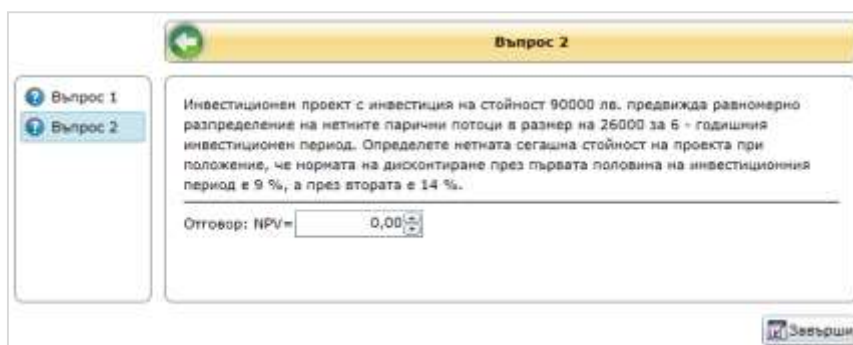 Въпрос 2
Въпрос 1
Въпрос 2
Инвестиционен проект с инвестиция на стойност 90000 лв. предвижда равномерно
разпределение на нетните парични потоци в размер на 26000 за 6 - годишния
инвестиционен период. Определете нетната сегашна стойност на проекта при
положение, че нормата на дисконтиране през първата половина на инвестиционния
период е 9 %, а през втората е 14 %.
Отговор: NPV= 0,00
Завърши